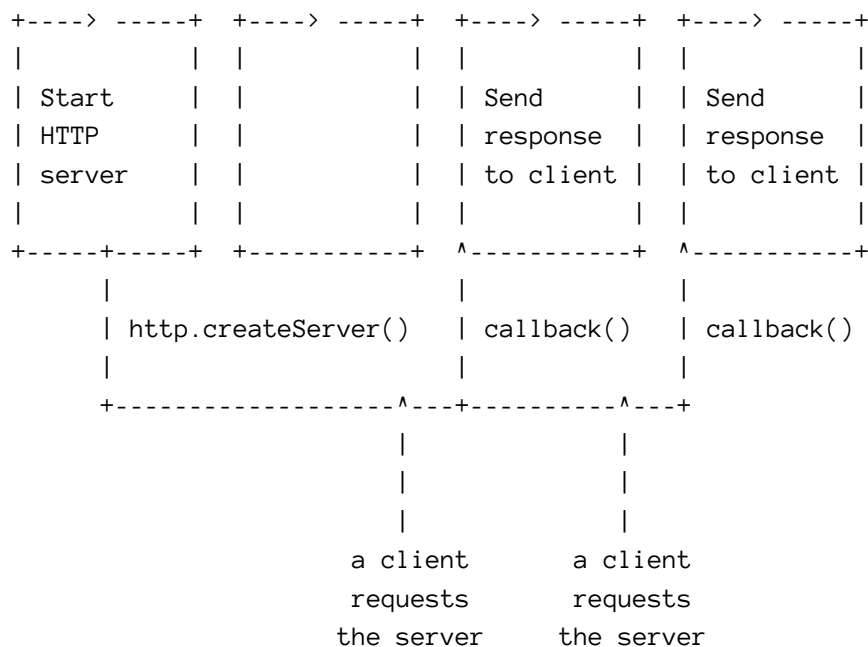 +----> -----+  +----> -----+  +----> -----+  +----> -----+
|           |  |           |  |           |  |           |
| Start     |  |           |  | Send      |  | Send      |
| HTTP      |  |           |  | response  |  | response  |
| server    |  |           |  | to client |  | to client |
|           |  |           |  |           |  |           |
+-----+-----+  +-----------+  ^-----------+  ^-----------+
      |                       |              |
      | http.createServer()   | callback()   | callback()
      |                       |              |
      +-------------------^---+----------^---+
                          |              |
                          |              |
                          |              |
                       a client       a client
                       requests       requests
                      the server     the server